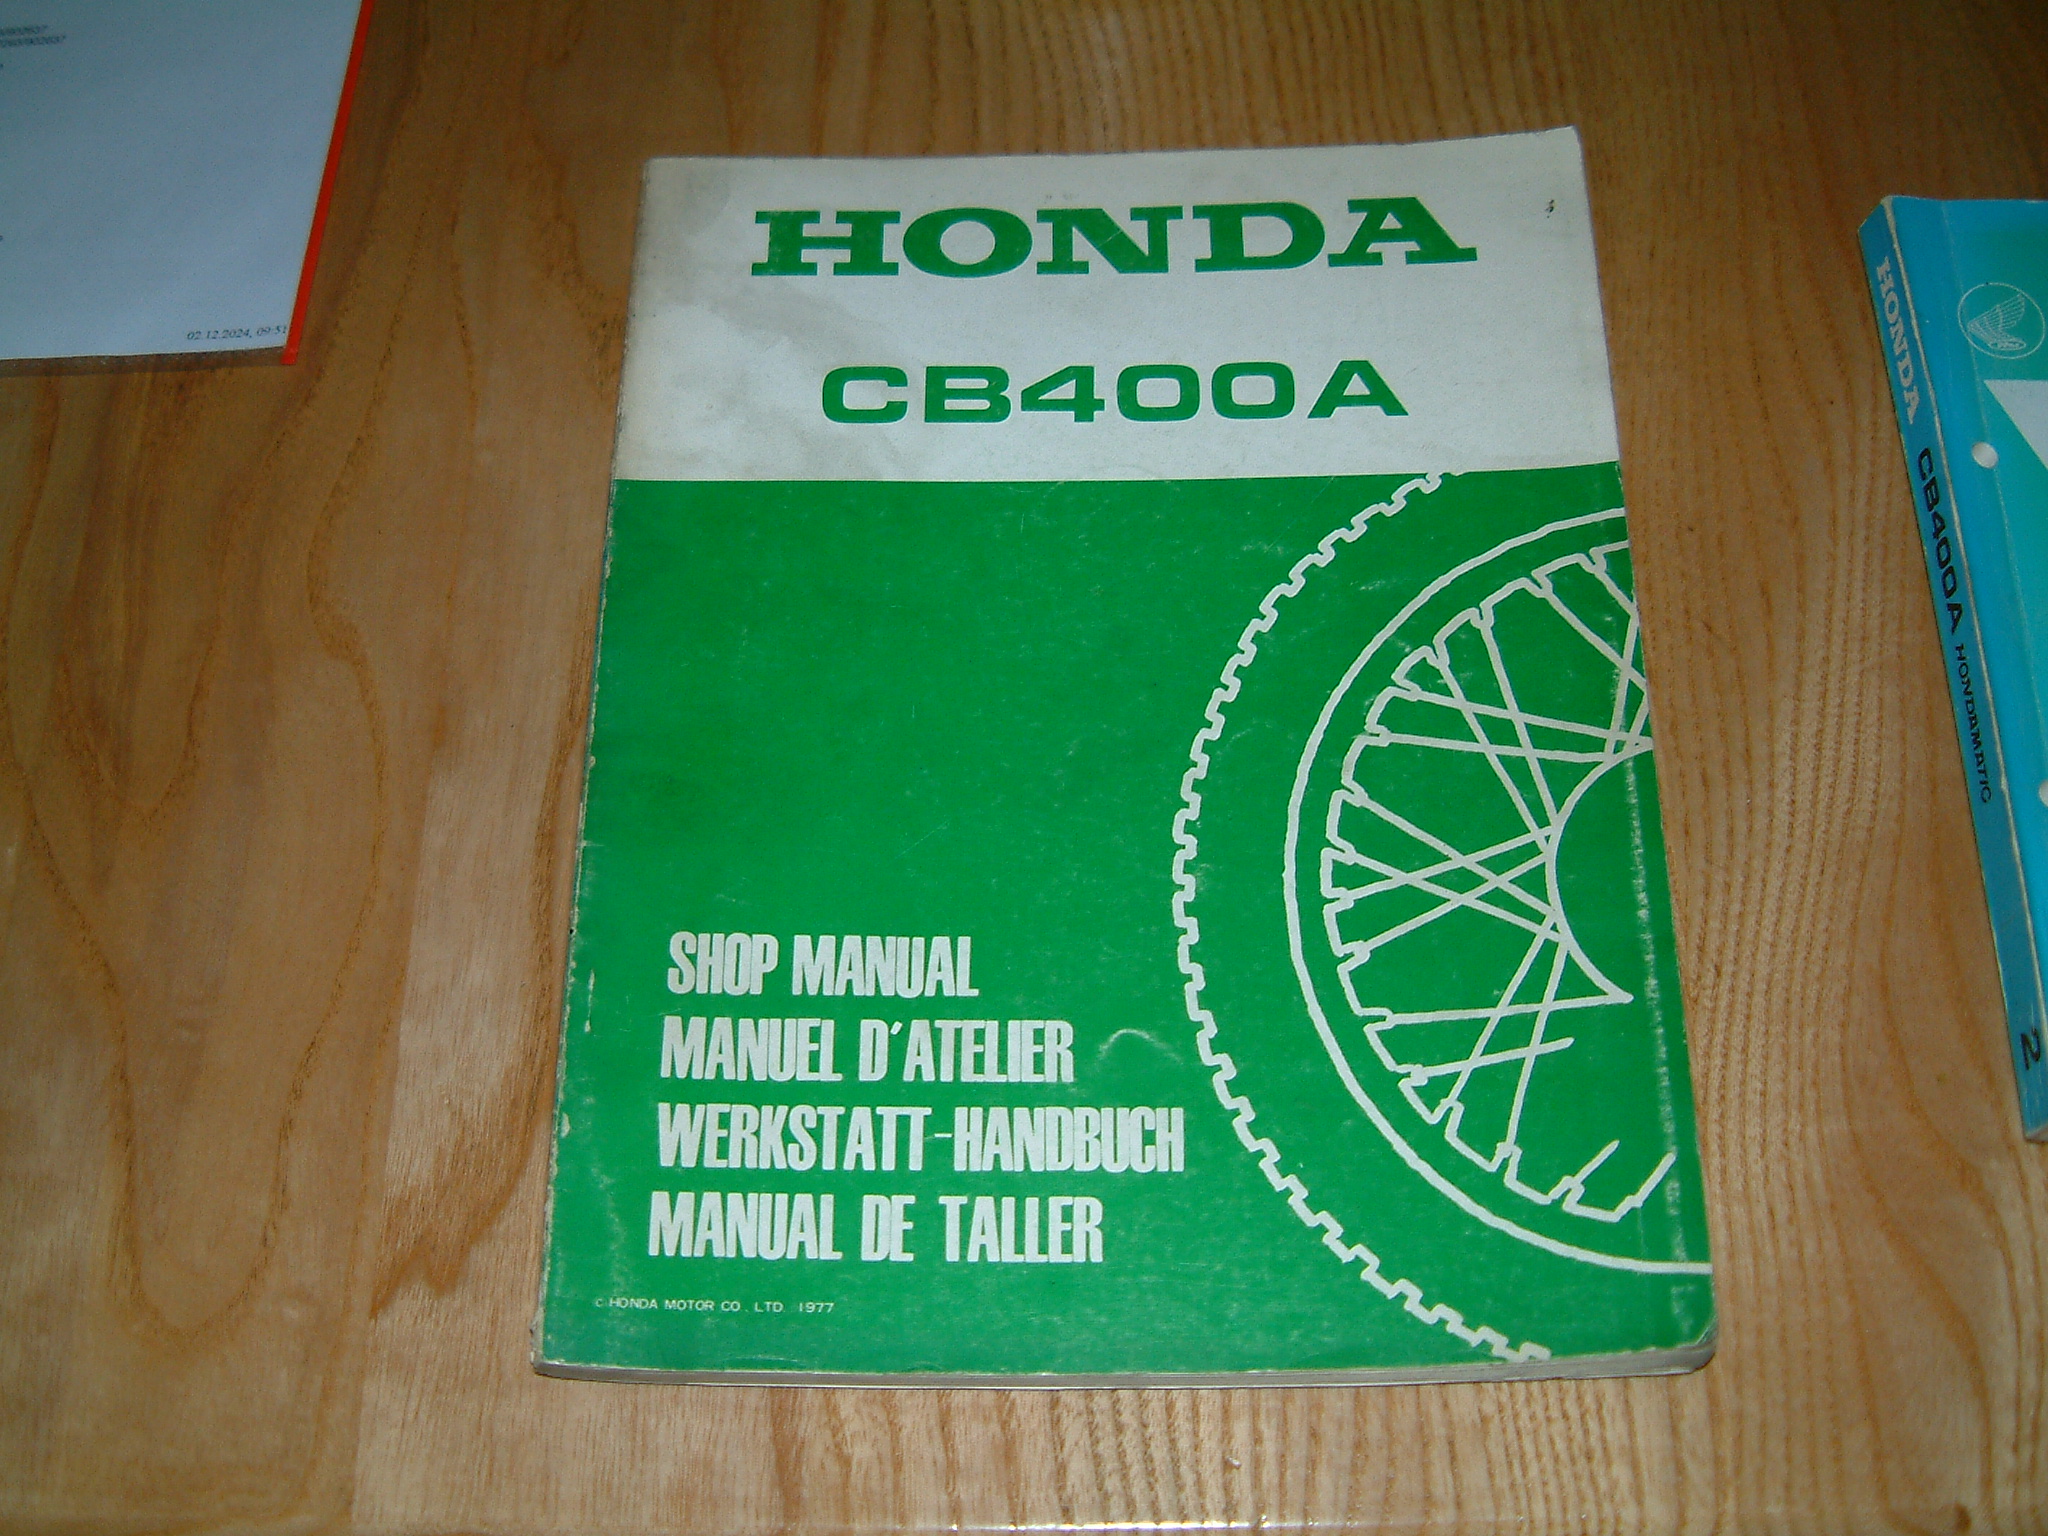 02.12.2024, 09:51
HONDA
CB400A
SHOP MANUAL
MANUEL D'ATELIER
WERKSTATT-HANDBUCH
MANUAL DE TALLER
© HONDA MOTOR CO., LTD. 1977
HONDA CB400A HONDAMATIC 2